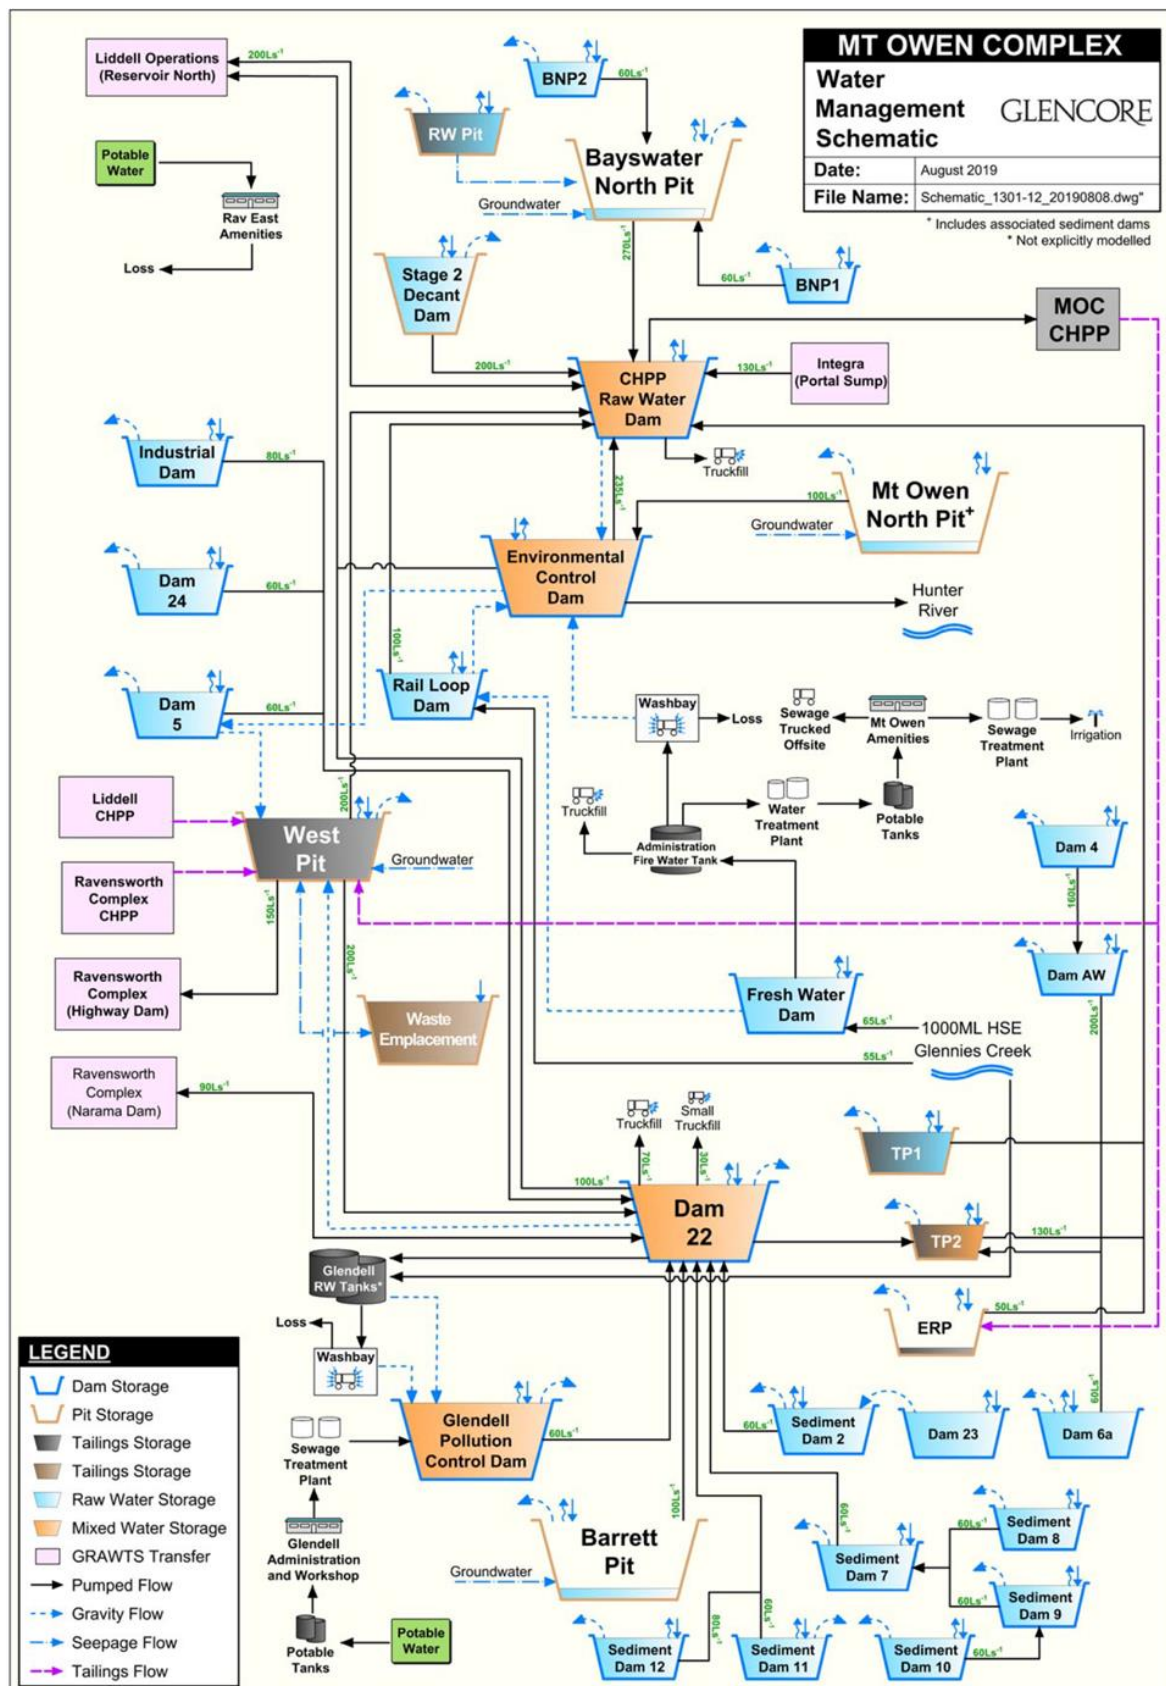 MT OWEN COMPLEX
Water
Management
Schematic
GLENCORE
Date:
August 2019
File Name:
Schematic_1301-12_20190808.dwg"
+ Includes associated sediment dams
* Not explicitly modelled
Liddell Operations
(Reservoir North)
200Ls⁻¹
BNP2
60Ls⁻¹
RW Pit
Bayswater
North Pit
Groundwater
Potable
Water
Rav East
Amenities
Loss
270Ls⁻¹
60Ls⁻¹
BNP1
Stage 2
Decant
Dam
200Ls⁻¹
CHPP
Raw Water
Dam
130Ls⁻¹
Integra
(Portal Sump)
MOC
CHPP
Truckfill
Industrial
Dam
80Ls⁻¹
235Ls⁻¹
100Ls⁻¹
Mt Owen
North Pit⁺
Groundwater
Environmental
Control
Dam
Dam
24
60Ls⁻¹
Hunter
River
100Ls⁻¹
Rail Loop
Dam
Dam
5
60Ls⁻¹
Washbay
Loss
Sewage
Trucked
Offsite
Mt Owen
Amenities
Sewage
Treatment
Plant
Irrigation
Liddell
CHPP
200Ls⁻¹
West
Pit
Groundwater
Truckfill
Administration
Fire Water Tank
Water
Treatment
Plant
Potable
Tanks
Dam 4
160Ls⁻¹
Ravensworth
Complex
CHPP
150Ls⁻¹
200Ls⁻¹
Dam AW
200Ls⁻¹
Ravensworth
Complex
(Highway Dam)
Waste
Emplacement
Fresh Water
Dam
65Ls⁻¹
1000ML HSE
Glennies Creek
55Ls⁻¹
Ravensworth
Complex
(Narama Dam)
90Ls⁻¹
Truckfill
Small
Truckfill
70Ls⁻¹
30Ls⁻¹
100Ls⁻¹
Dam
22
TP1
TP2
130Ls⁻¹
Glendell
RW Tanks*
Loss
Washbay
ERP
50Ls⁻¹
LEGEND
Dam Storage
Pit Storage
Tailings Storage
Tailings Storage
Raw Water Storage
Mixed Water Storage
GRAWTS Transfer
Pumped Flow
Gravity Flow
Seepage Flow
Tailings Flow
Glendell
Pollution
Control Dam
60Ls⁻¹
Sewage
Treatment
Plant
60Ls⁻¹
Sediment
Dam 2
Dam 23
Dam 6a
60Ls⁻¹
Glendell
Administration
and Workshop
Potable
Tanks
Potable
Water
100Ls⁻¹
Barrett
Pit
Groundwater
60Ls⁻¹
Sediment
Dam 7
60Ls⁻¹
Sediment
Dam 8
60Ls⁻¹
Sediment
Dam 9
80Ls⁻¹
60Ls⁻¹
Sediment
Dam 12
Sediment
Dam 11
Sediment
Dam 10
60Ls⁻¹